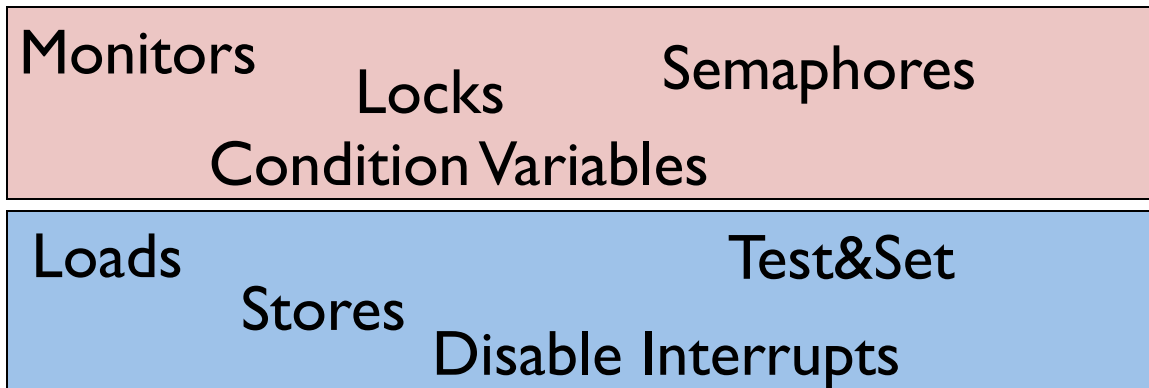 Monitors
Semaphores
Locks
Condition Variables
Loads
Test&Set
Stores
Disable Interrupts